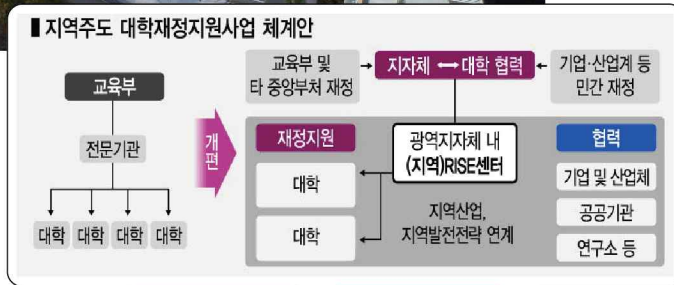 ▮지역주도 대학재정지원사업 체계안
교육부
전문기관
대학 대학 대학 대학
개편
교육부 및
타 중앙부처 재정
지자체 ↔ 대학 협력
기업·산업계 등
민간 재정
재정지원
대학
대학
광역지자체 내
(지역)RISE센터
지역산업,
지역발전전략 연계
협력
기업 및 산업체
공공기관
연구소 등